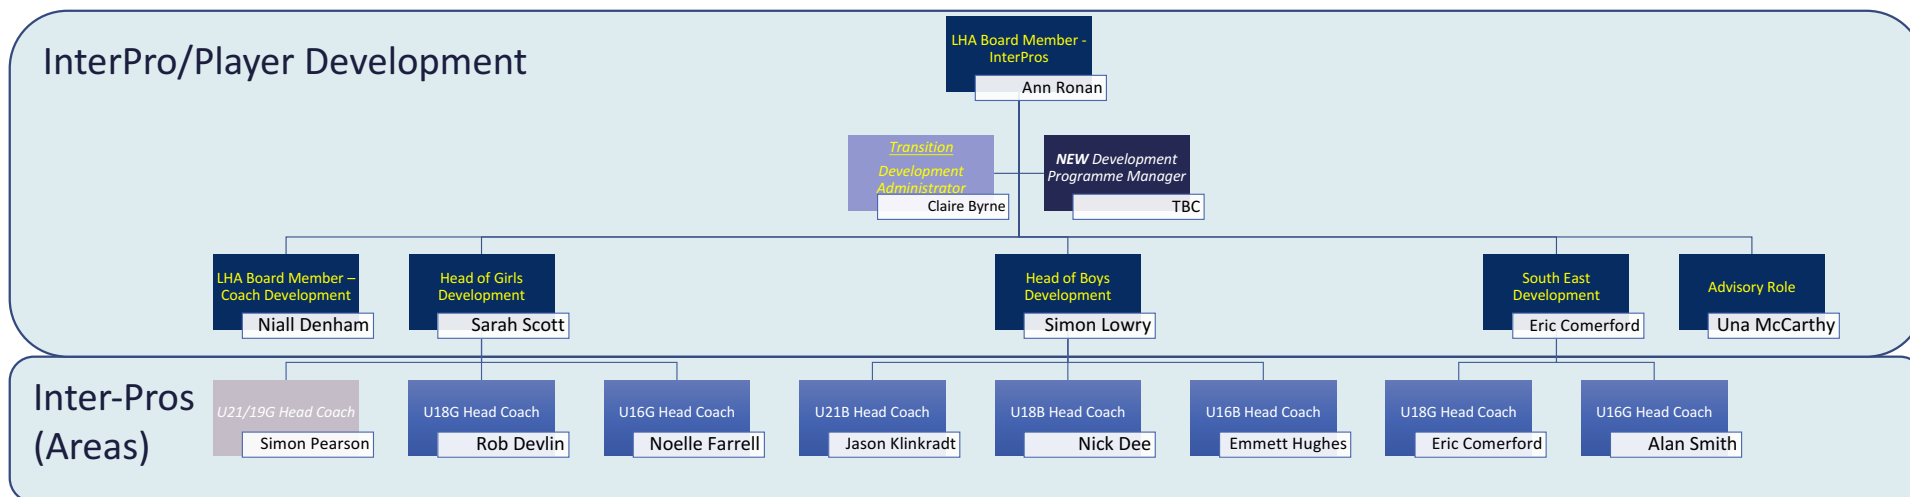 InterPro/Player Development
LHA Board Member -
InterPros
Ann Ronan
Transition
Development
Administrator
Claire Byrne
NEW Development
Programme Manager
TBC
LHA Board Member –
Coach Development
Niall Denham
Head of Girls
Development
Sarah Scott
Head of Boys
Development
Simon Lowry
South East
Development
Eric Comerford
Advisory Role
Una McCarthy
Inter-Pros
(Areas)
U21/19G Head Coach
Simon Pearson
U18G Head Coach
Rob Devlin
U16G Head Coach
Noelle Farrell
U21B Head Coach
Jason Klinkradt
U18B Head Coach
Nick Dee
U16B Head Coach
Emmett Hughes
U18G Head Coach
Eric Comerford
U16G Head Coach
Alan Smith